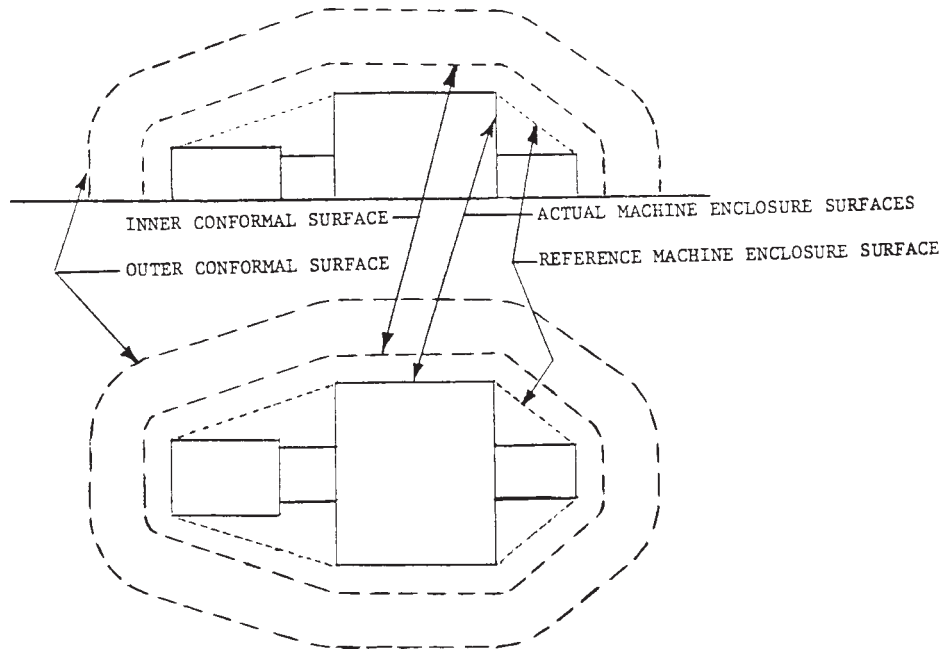 INNER CONFORMAL SURFACE
ACTUAL MACHINE ENCLOSURE SURFACES
OUTER CONFORMAL SURFACE
REFERENCE MACHINE ENCLOSURE SURFACE